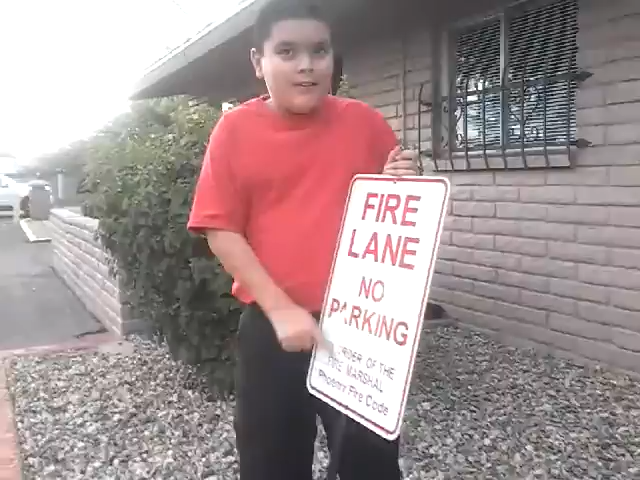 FIRE
LANE
NO
PARKING
ORDER OF THE
FIRE MARSHAL
Phoenix Fire Code